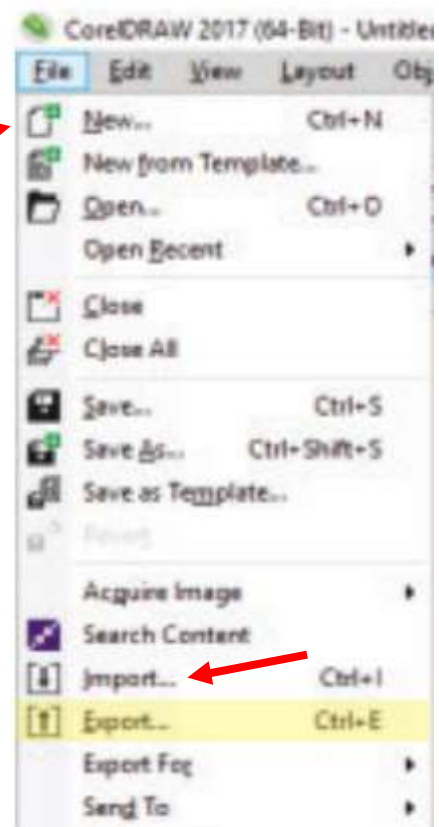 CorelDRAW 2017 (64-Bit) - Untitled
File Edit View Layout Obj
New... Ctrl+N
New from Template...
Open... Ctrl+O
Open Recent
Close
Close All
Save... Ctrl+S
Save As... Ctrl+Shift+S
Save as Template...
Revert
Acquire Image
Search Content
Import... Ctrl+I
Export... Ctrl+E
Export For
Send To